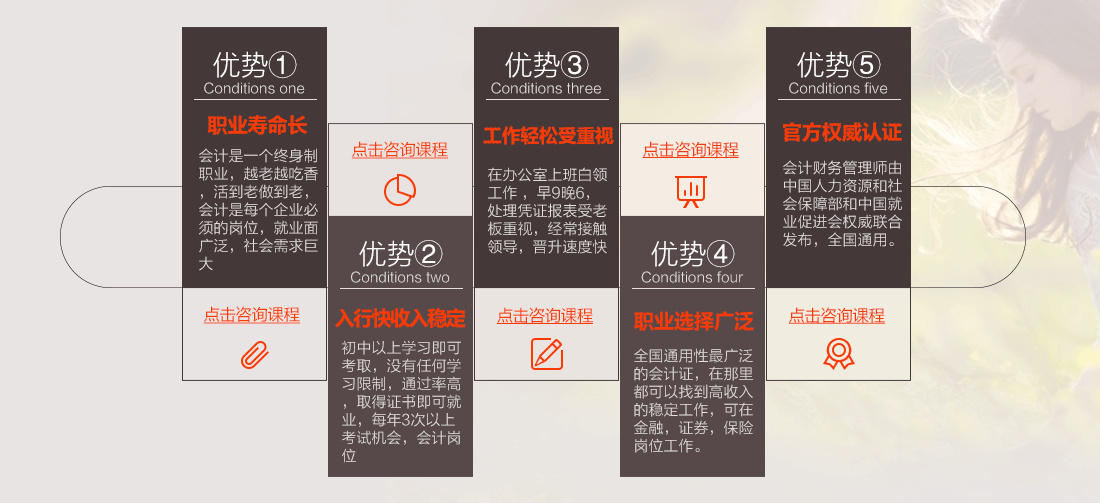 优势①
Conditions one
职业寿命长
会计是一个终身制
职业，越老越吃香
，活到老做到老，
会计是每个企业必
须的岗位，就业面
广泛，社会需求巨
大
点击咨询课程
点击咨询课程
优势②
Conditions two
入行快收入稳定
初中以上学习即可
考取，没有任何学
习限制，通过率高
，取得证书即可就
业，每年3次以上
考试机会，会计岗
位
优势③
Conditions three
工作轻松受重视
在办公室上班白领
工作 ，早9晚6，
处理凭证报表受老
板重视，经常接触
领导，晋升速度快
点击咨询课程
点击咨询课程
优势④
Conditions four
职业选择广泛
全国通用性最广泛
的会计证，在那里
都可以找到高收入
的稳定工作，可在
金融，证券，保险
岗位工作。
优势⑤
Conditions five
官方权威认证
会计财务管理师由
中国人力资源和社
会保障部和中国就
业促进会权威联合
发布，全国通用。
点击咨询课程